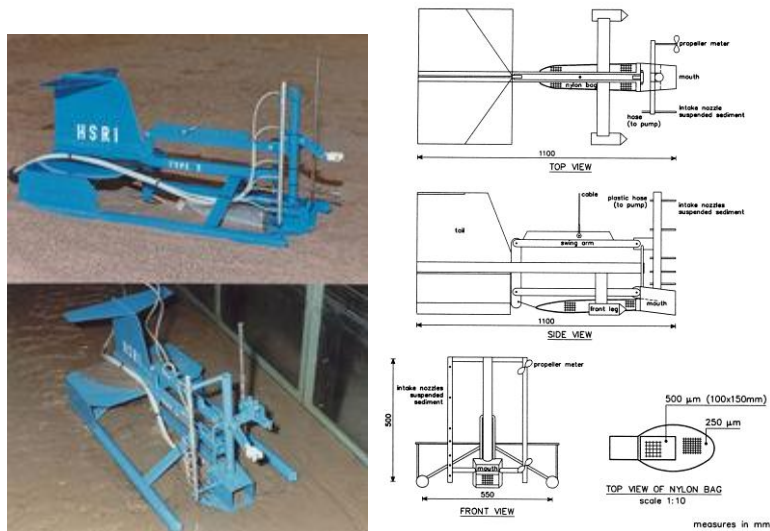 HSRI
TYPE 2
HSRI
propeller meter
mouth
nylon bag
intake nozzle
suspended sediment
hose
(to pump)
1100
TOP VIEW
cable
plastic hose
(to pump)
intake nozzles
suspended sediment
tail
swing arm
mouth
front leg
1100
SIDE VIEW
propeller meter
intake nozzles
suspended
sediment
500
mouth
550
FRONT VIEW
500 µm (100x150mm)
250 µm
TOP VIEW OF NYLON BAG
scale 1:10
measures in mm